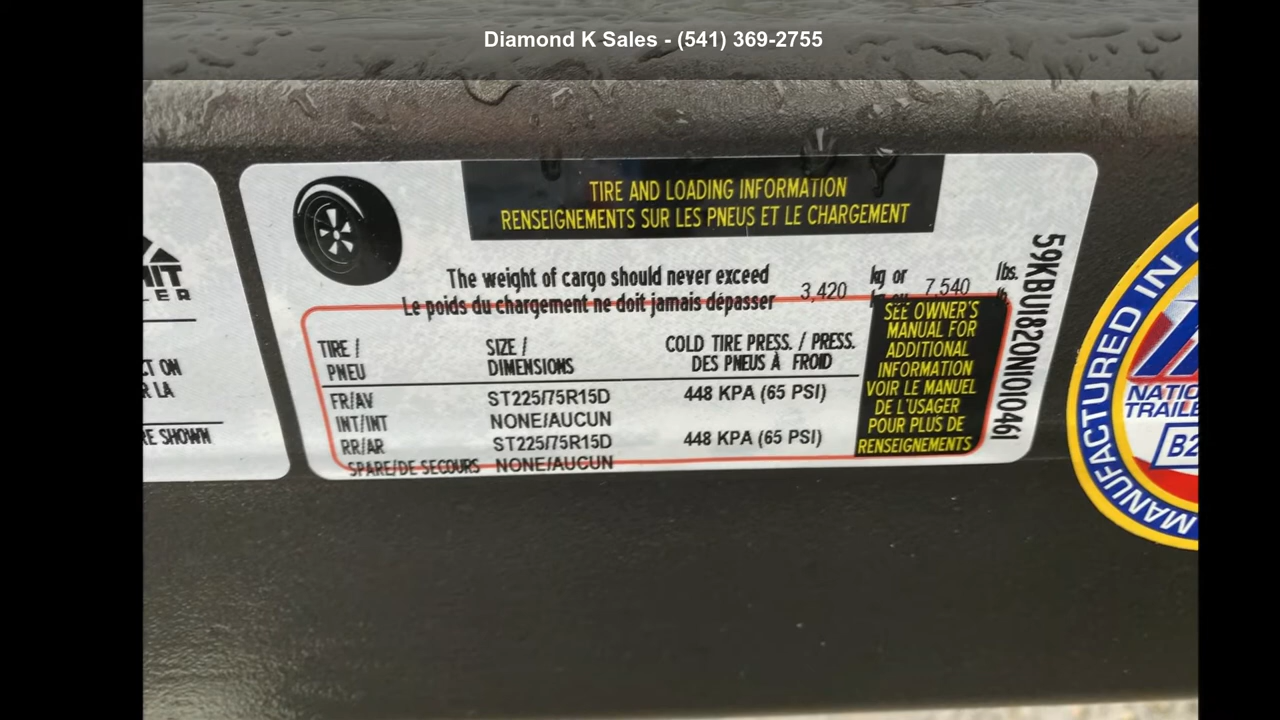 Diamond K Sales - (541) 369-2755
TIRE AND LOADING INFORMATION
RENSEIGNEMENTS SUR LES PNEUS ET LE CHARGEMENT
The weight of cargo should never exceed 3,420 kg or 7,540 lbs.
Le poids du chargement ne doit jamais dépasser
TIRE / PNEU
SIZE / DIMENSIONS
COLD TIRE PRESS. / PRESS. DES PNEUS À FROID
FR/AV ST225/75R15D 448 KPA (65 PSI)
INT/INT NONE/AUCUN
RR/AR ST225/75R15D 448 KPA (65 PSI)
SPARE/DE SECOURS NONE/AUCUN
SEE OWNER'S
MANUAL FOR
ADDITIONAL
INFORMATION
VOIR LE MANUEL
DE L'USAGER
POUR PLUS DE
RENSEIGNEMENTS
ON
R LA
SHOWN
MANUFACTURED IN
B2